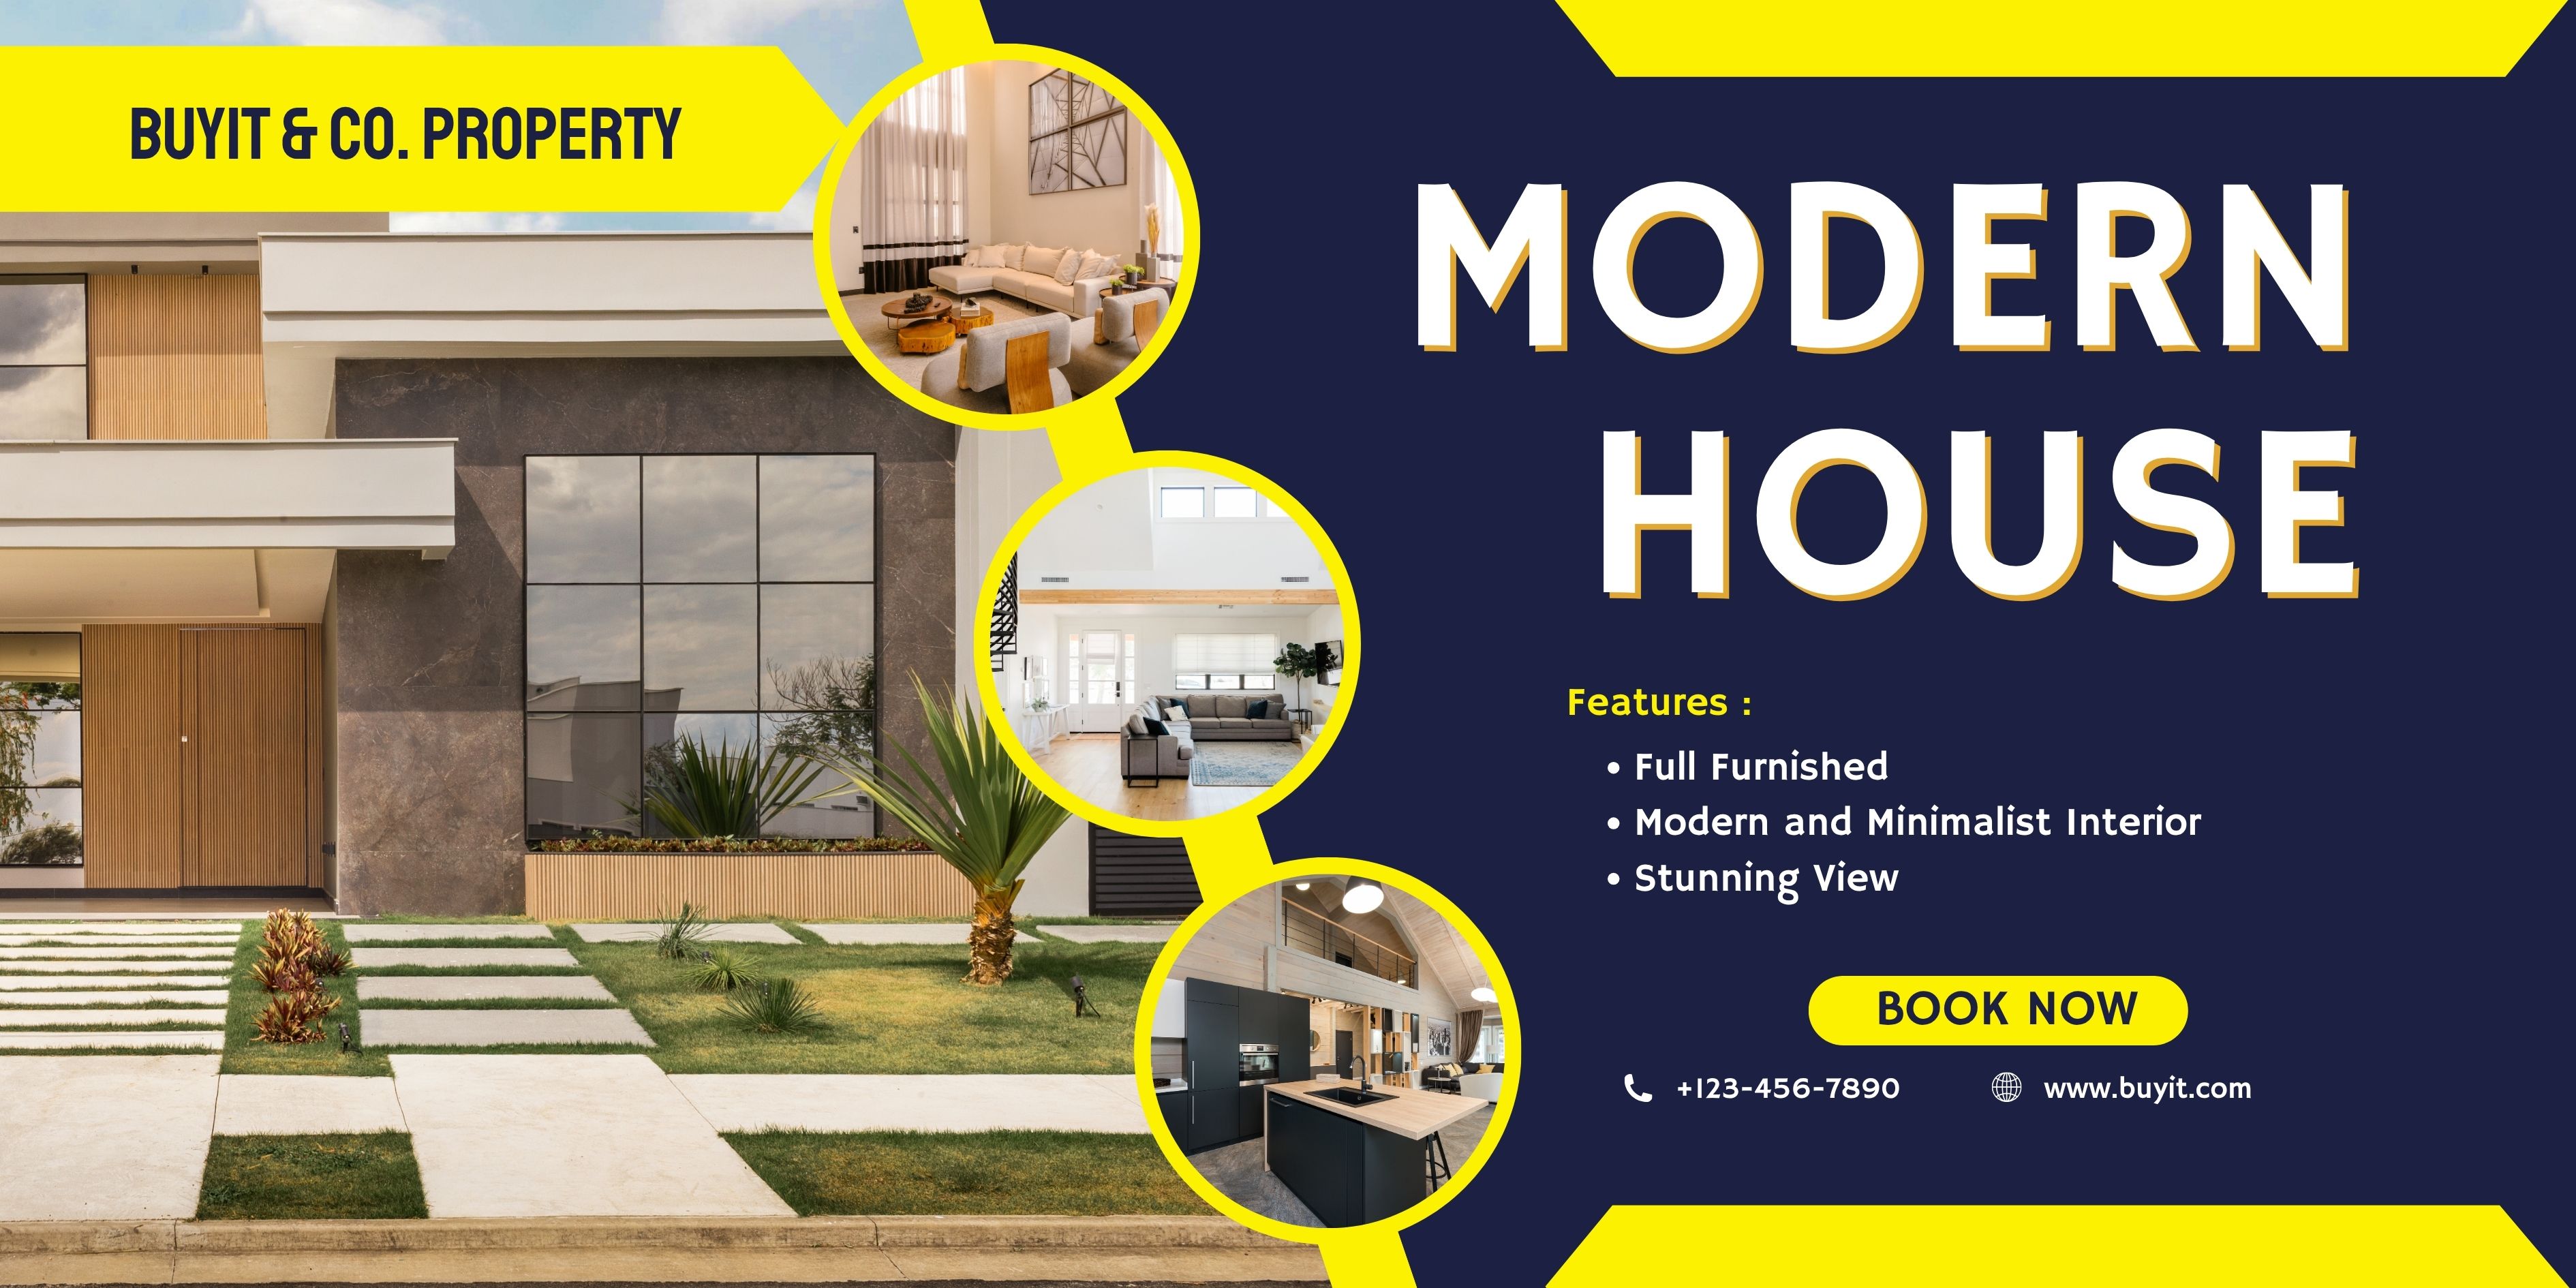 BUYIT & CO. PROPERTY
MODERN
HOUSE
Features :
• Full Furnished
• Modern and Minimalist Interior
• Stunning View
BOOK NOW
+123-456-7890
www.buyit.com